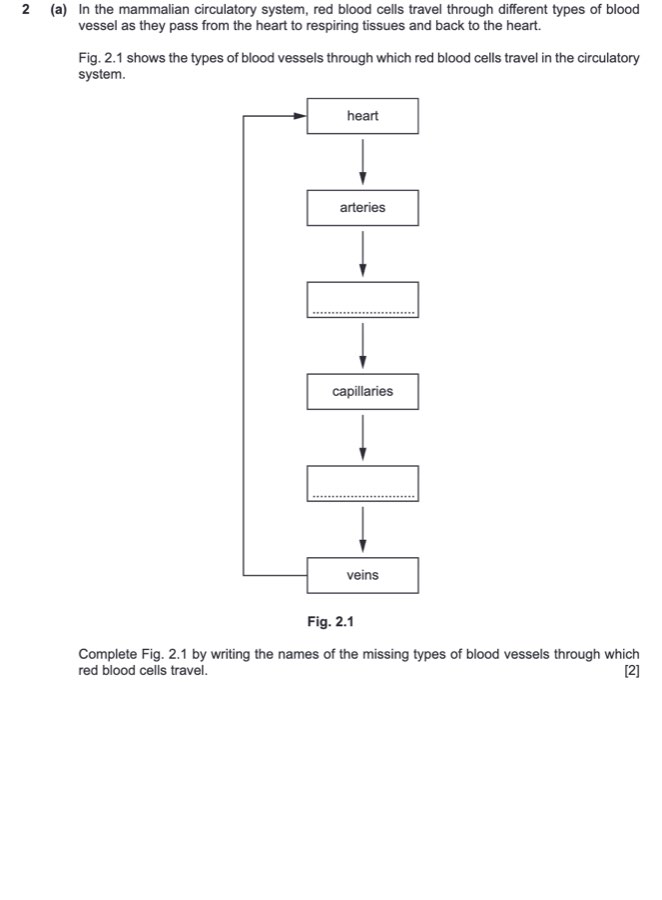 2 (a) In the mammalian circulatory system, red blood cells travel through different types of blood
vessel as they pass from the heart to respiring tissues and back to the heart.
Fig. 2.1 shows the types of blood vessels through which red blood cells travel in the circulatory
system.
heart
arteries
capillaries
veins
Fig. 2.1
Complete Fig. 2.1 by writing the names of the missing types of blood vessels through which
red blood cells travel. [2]